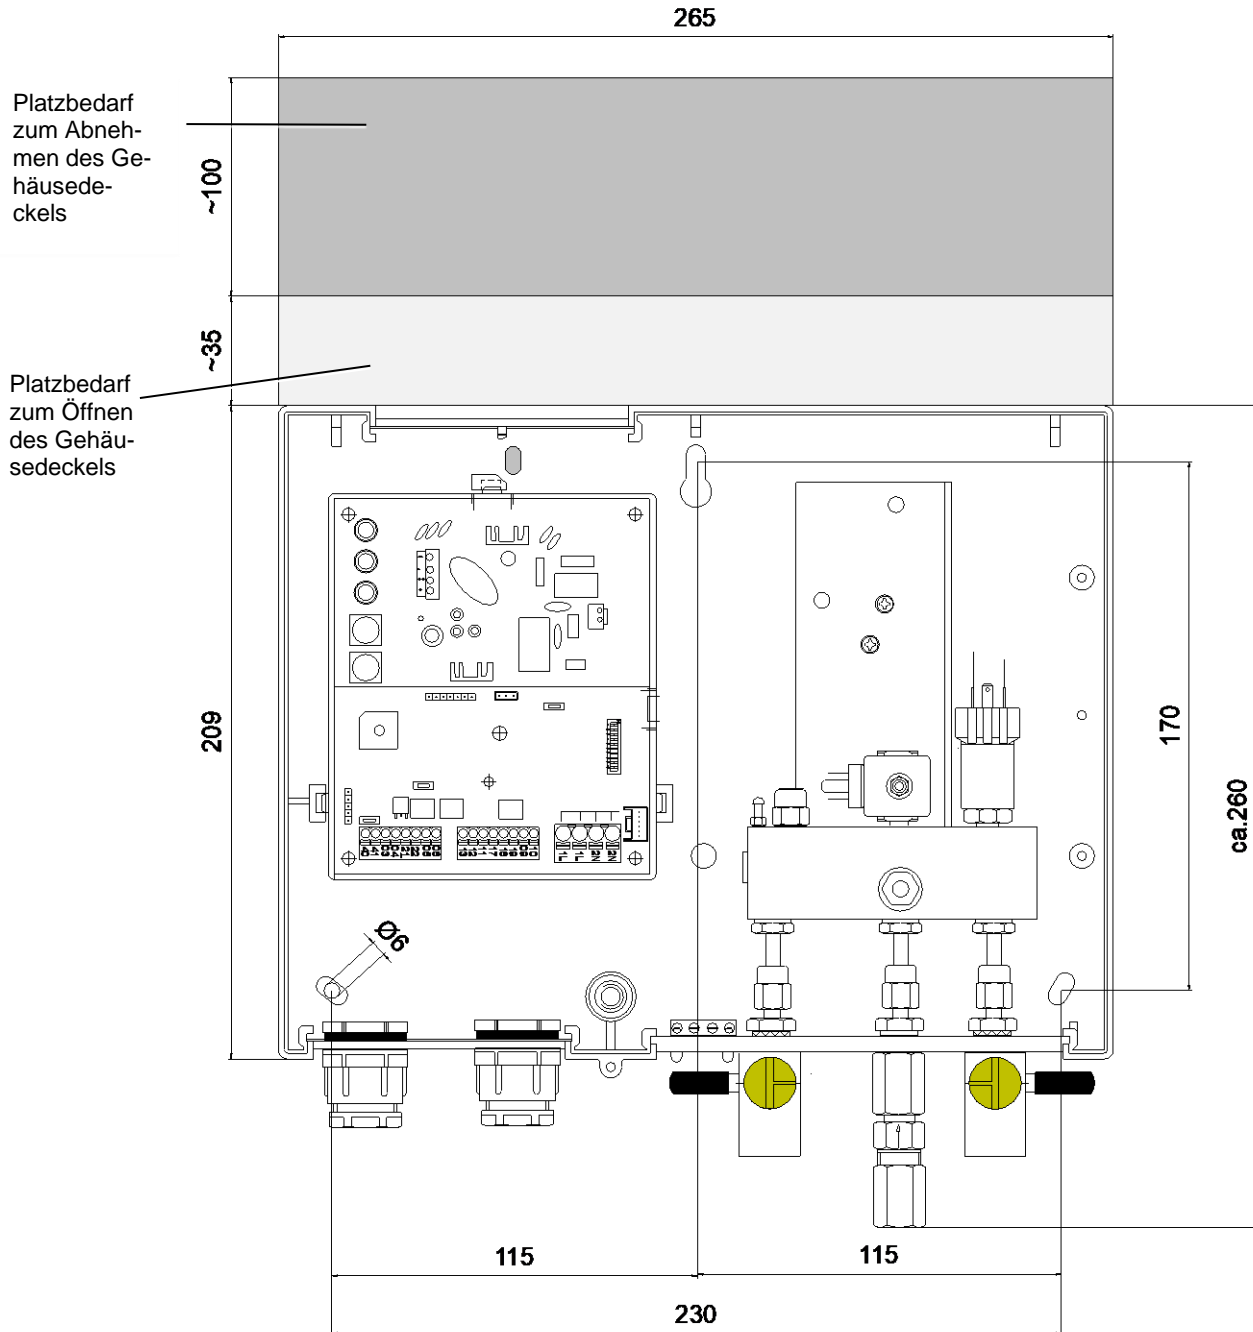 265
Platzbedarf
zum Abneh-
men des Ge-
häusede-
ckels
~100
~35
Platzbedarf
zum Öffnen
des Gehäu-
sedeckels
209
170
ca.260
Ø6
115
115
230